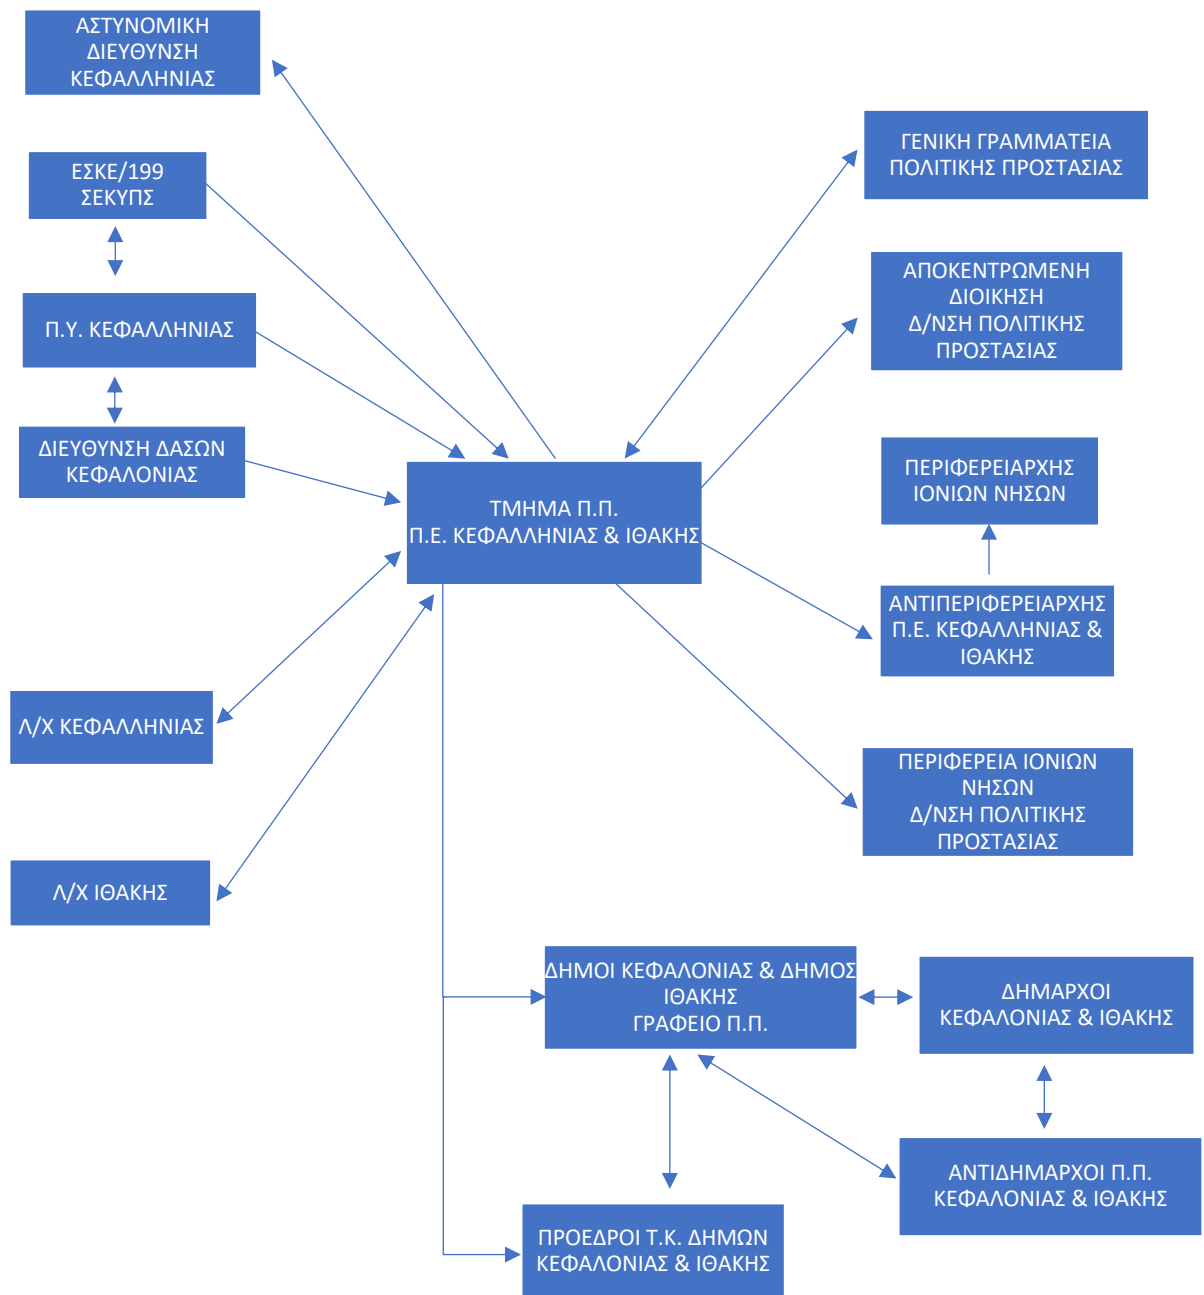 ΑΣΤΥΝΟΜΙΚΗ
ΔΙΕΥΘΥΝΣΗ
ΚΕΦΑΛΛΗΝΙΑΣ
ΓΕΝΙΚΗ ΓΡΑΜΜΑΤΕΙΑ
ΠΟΛΙΤΙΚΗΣ ΠΡΟΣΤΑΣΙΑΣ
ΕΣΚΕ/199
ΣΕΚΥΠΣ
ΑΠΟΚΕΝΤΡΩΜΕΝΗ
ΔΙΟΙΚΗΣΗ
Δ/ΝΣΗ ΠΟΛΙΤΙΚΗΣ
ΠΡΟΣΤΑΣΙΑΣ
Π.Υ. ΚΕΦΑΛΛΗΝΙΑΣ
ΔΙΕΥΘΥΝΣΗ ΔΑΣΩΝ
ΚΕΦΑΛΟΝΙΑΣ
ΠΕΡΙΦΕΡΕΙΑΡΧΗΣ
ΙΟΝΙΩΝ ΝΗΣΩΝ
ΤΜΗΜΑ Π.Π.
Π.Ε. ΚΕΦΑΛΛΗΝΙΑΣ & ΙΘΑΚΗΣ
ΑΝΤΙΠΕΡΙΦΕΡΕΙΑΡΧΗΣ
Π.Ε. ΚΕΦΑΛΛΗΝΙΑΣ &
ΙΘΑΚΗΣ
Λ/Χ ΚΕΦΑΛΛΗΝΙΑΣ
ΠΕΡΙΦΕΡΕΙΑ ΙΟΝΙΩΝ
ΝΗΣΩΝ
Δ/ΝΣΗ ΠΟΛΙΤΙΚΗΣ
ΠΡΟΣΤΑΣΙΑΣ
Λ/Χ ΙΘΑΚΗΣ
ΔΗΜΟΙ ΚΕΦΑΛΟΝΙΑΣ & ΔΗΜΟΣ
ΙΘΑΚΗΣ
ΓΡΑΦΕΙΟ Π.Π.
ΔΗΜΑΡΧΟΙ
ΚΕΦΑΛΟΝΙΑΣ & ΙΘΑΚΗΣ
ΑΝΤΙΔΗΜΑΡΧΟΙ Π.Π.
ΚΕΦΑΛΟΝΙΑΣ & ΙΘΑΚΗΣ
ΠΡΟΕΔΡΟΙ Τ.Κ. ΔΗΜΩΝ
ΚΕΦΑΛΟΝΙΑΣ & ΙΘΑΚΗΣ